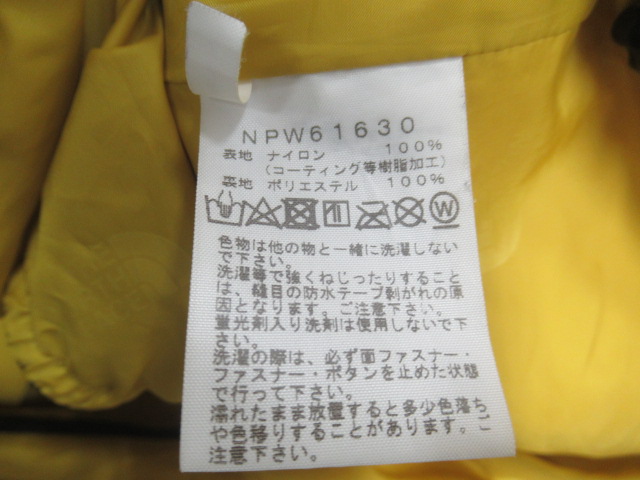 NPW61630
表地 ナイロン 100%
(コーティング等樹脂加工)
裏地 ポリエステル 100%
W
色物は他の物と一緒に洗濯しない
で下さい。
洗濯等で強くねじったりすること
は、縫目の防水テープ剥がれの原
因となります。ご注意下さい。
蛍光剤入り洗剤は使用しないで下
さい。
洗濯の際は、必ず面ファスナー・
ファスナー・ボタンを止めた状態
で行って下さい。
濡れたまま放置すると多少色落ち
や色移りすることがあります。ご
注意下さい。